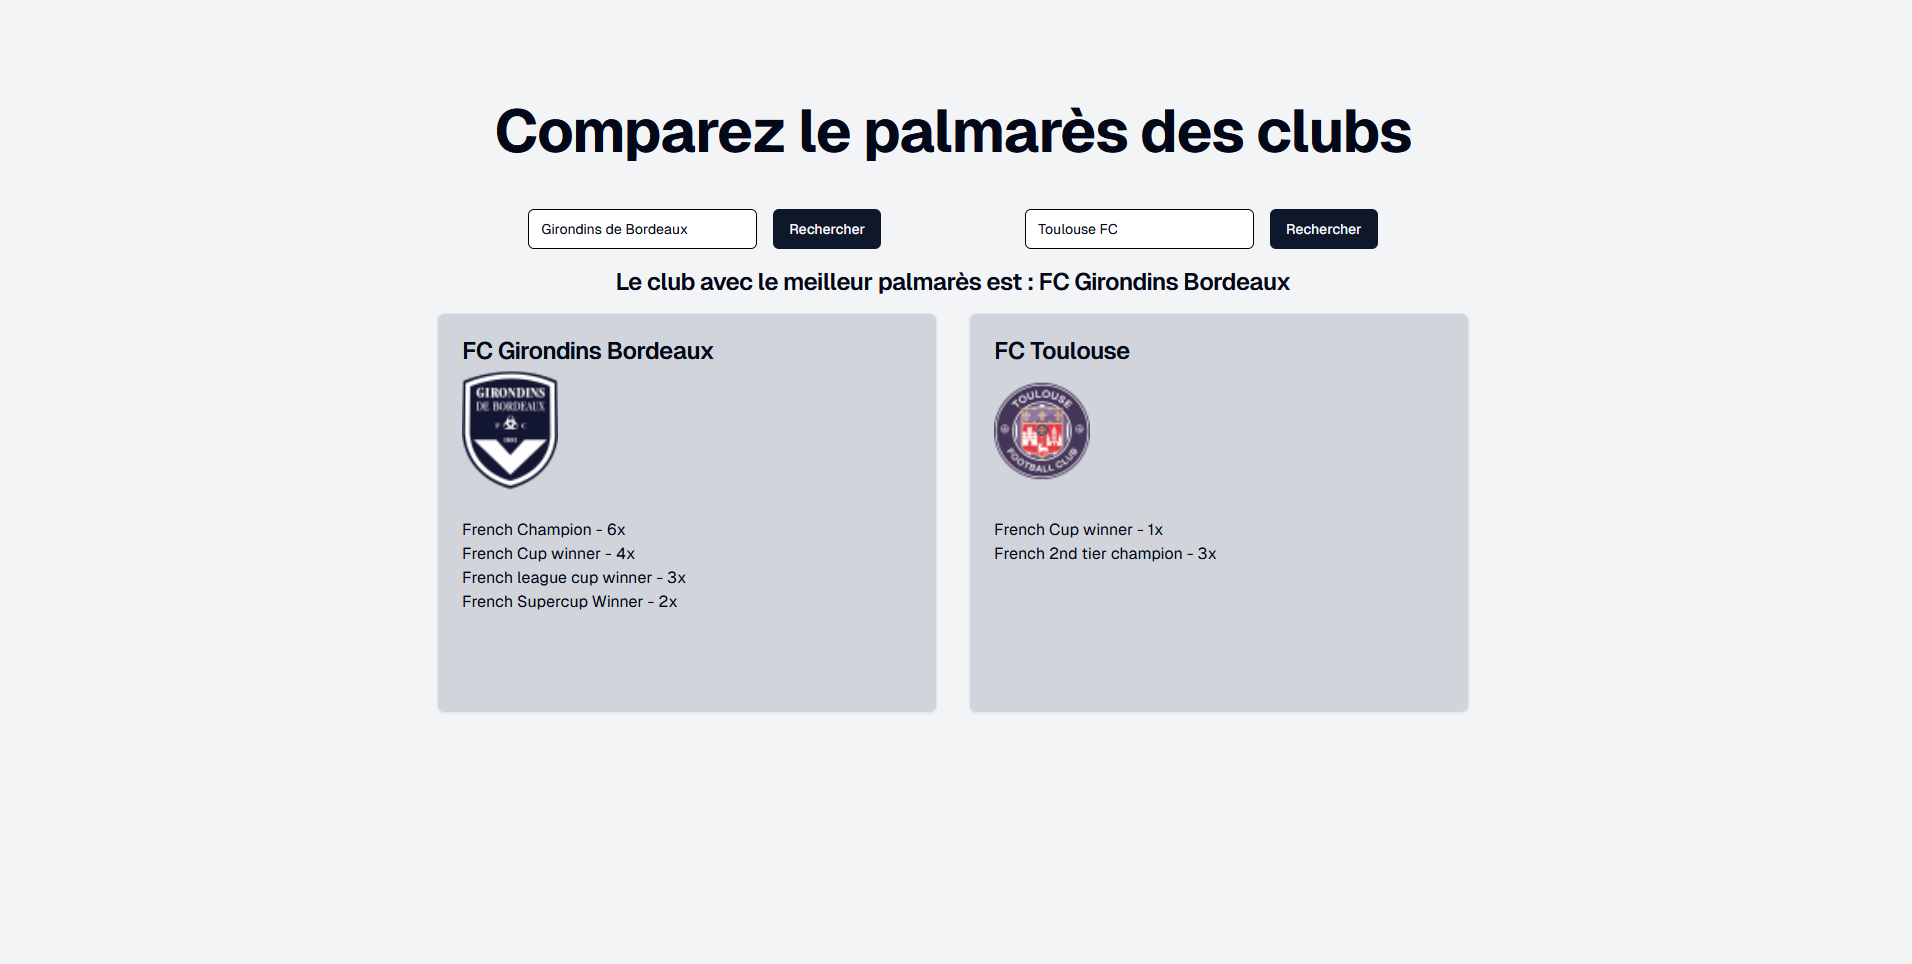 Comparez le palmarès des clubs
Girondins de Bordeaux
Rechercher
Toulouse FC
Rechercher
Le club avec le meilleur palmarès est : FC Girondins Bordeaux
FC Girondins Bordeaux
GIRONDINS
DE BORDEAUX
F C
1881
French Champion - 6x
French Cup winner - 4x
French league cup winner - 3x
French Supercup Winner - 2x
FC Toulouse
TOULOUSE
FOOTBALL CLUB
French Cup winner - 1x
French 2nd tier champion - 3x